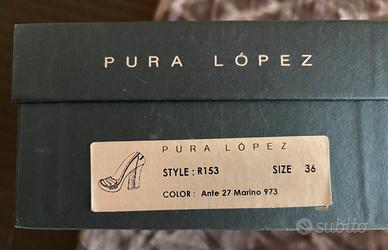 PURA LÓPEZ
PURA LÓPEZ
STYLE : R153 SIZE 36
COLOR : Ante 27 Marino 973
subito